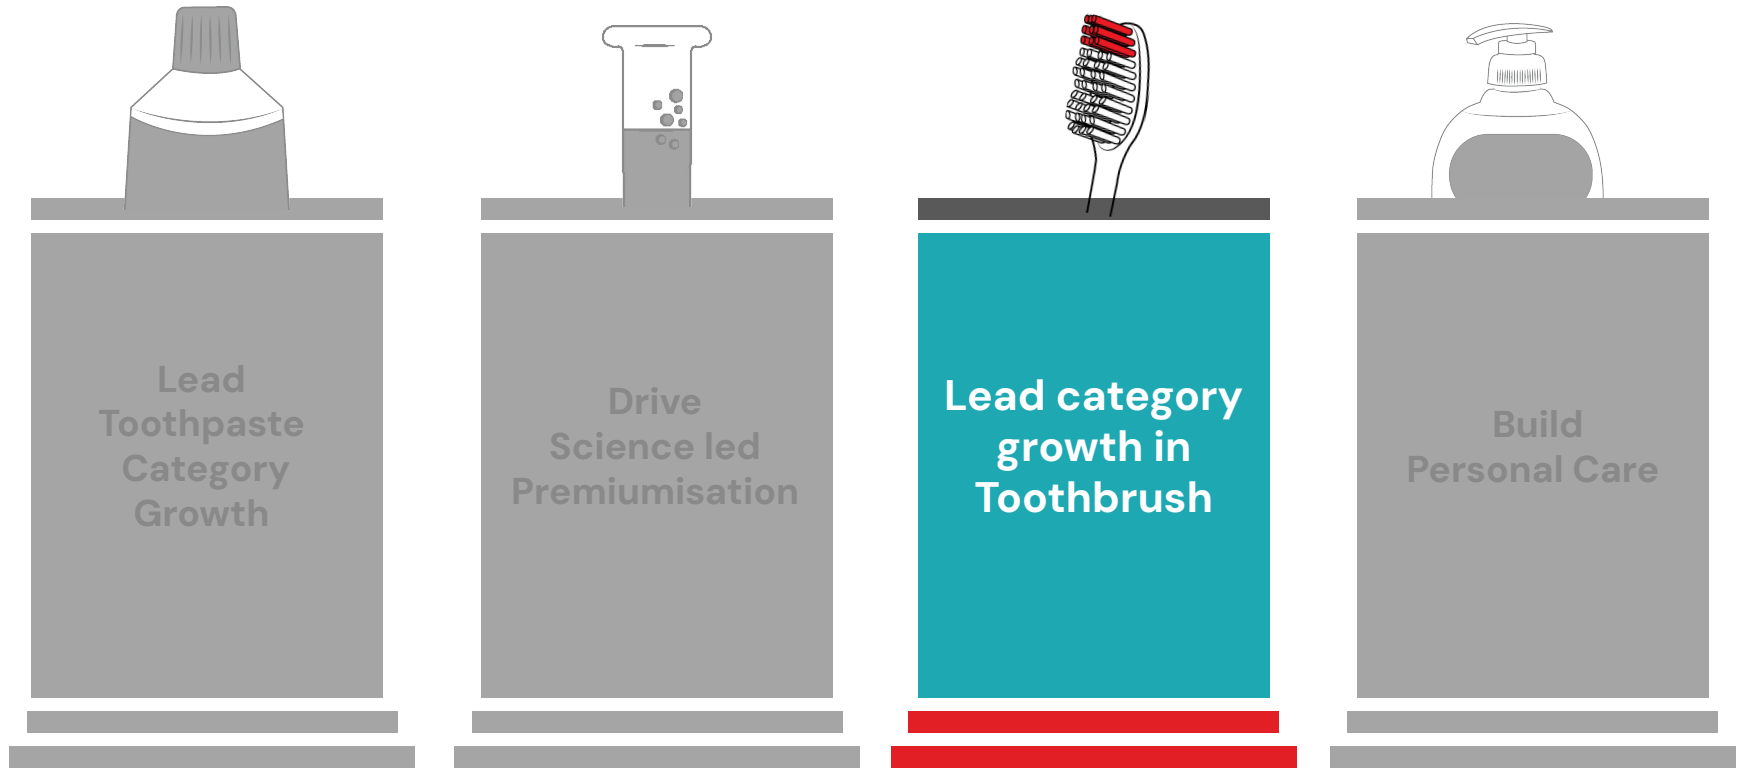 Lead
Toothpaste
Category
Growth
Drive
Science led
Premiumisation
Lead category
growth in
Toothbrush
Build
Personal Care